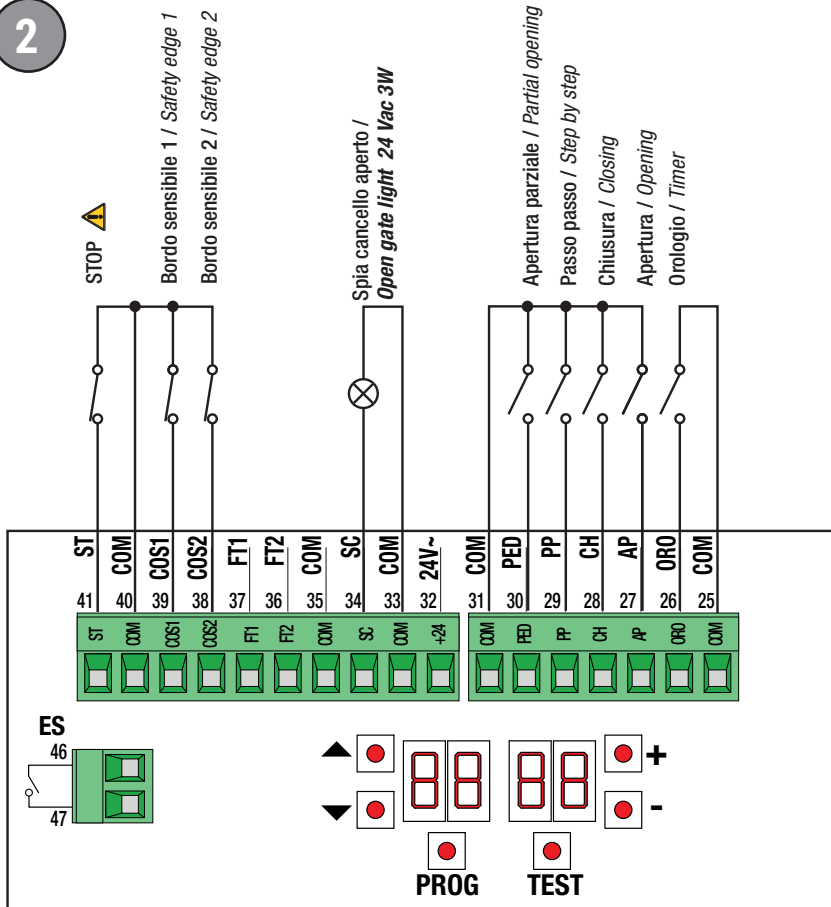 2
STOP
Bordo sensibile 1 / Safety edge 1
Bordo sensibile 2 / Safety edge 2
Spia cancello aperto /
Open gate light 24 Vac 3W
Apertura parziale / Partial opening
Passo passo / Step by step
Chiusura / Closing
Apertura / Opening
Orologio / Timer
ST COM COS1 COS2 FT1 FT2 COM SC COM 24V~ COM PED PP CH AP ORO COM
41 40 39 38 37 36 35 34 33 32 31 30 29 28 27 26 25
ST COM COS1 COS2 FT1 FT2 COM SC COM +24 COM PED PP CH AP ORO COM
ES
46
47
88 88
+
-
PROG TEST